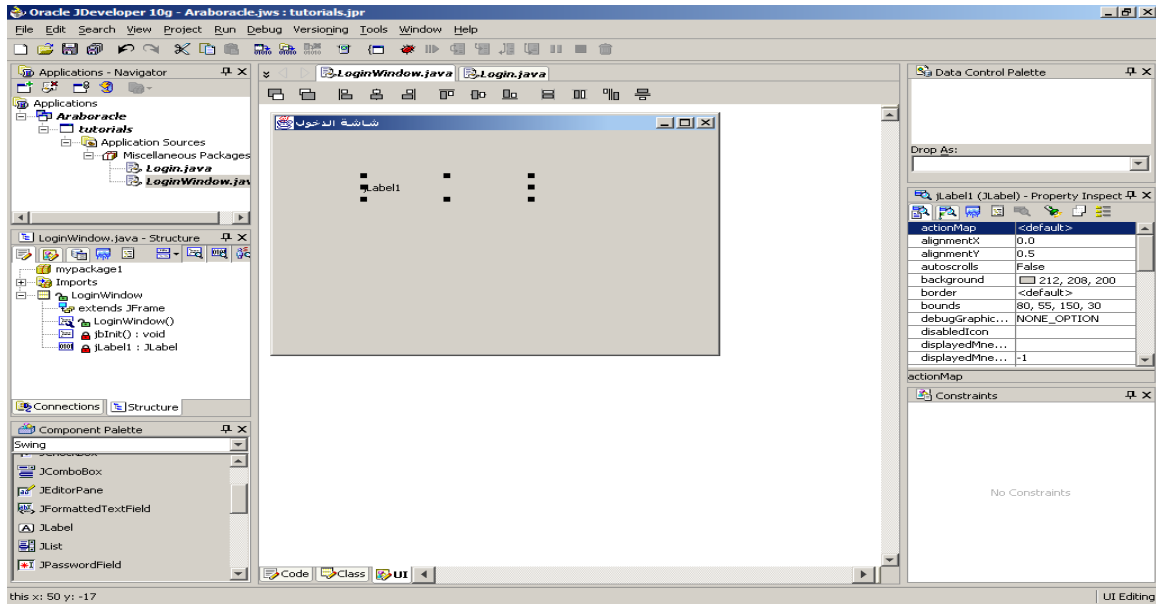 Oracle JDeveloper 10g - Araboracle.jws : tutorials.jpr
File Edit Search View Project Run Debug Versioning Tools Window Help
Applications - Navigator
Applications
Araboracle
tutorials
Application Sources
Miscellaneous Packages
Login.java
LoginWindow.jav
LoginWindow.java - Structure
mypackage1
Imports
LoginWindow
extends JFrame
LoginWindow()
jbInit() : void
jLabel1 : JLabel
Connections Structure
Component Palette
Swing
JComboBox
JEditorPane
JFormattedTextField
JLabel
JList
JPasswordField
LoginWindow.java Login.java
شاشة الدخول
jLabel1
Code Class UI
Data Control Palette
Drop As:
jLabel1 (JLabel) - Property Inspect
actionMap <default>
alignmentX 0.0
alignmentY 0.5
autoscrolls False
background 212, 208, 200
border <default>
bounds 80, 55, 150, 30
debugGraphic... NONE_OPTION
disabledIcon
displayedMne...
displayedMne... -1
actionMap
Constraints
No Constraints
this x: 50 y: -17
UI Editing